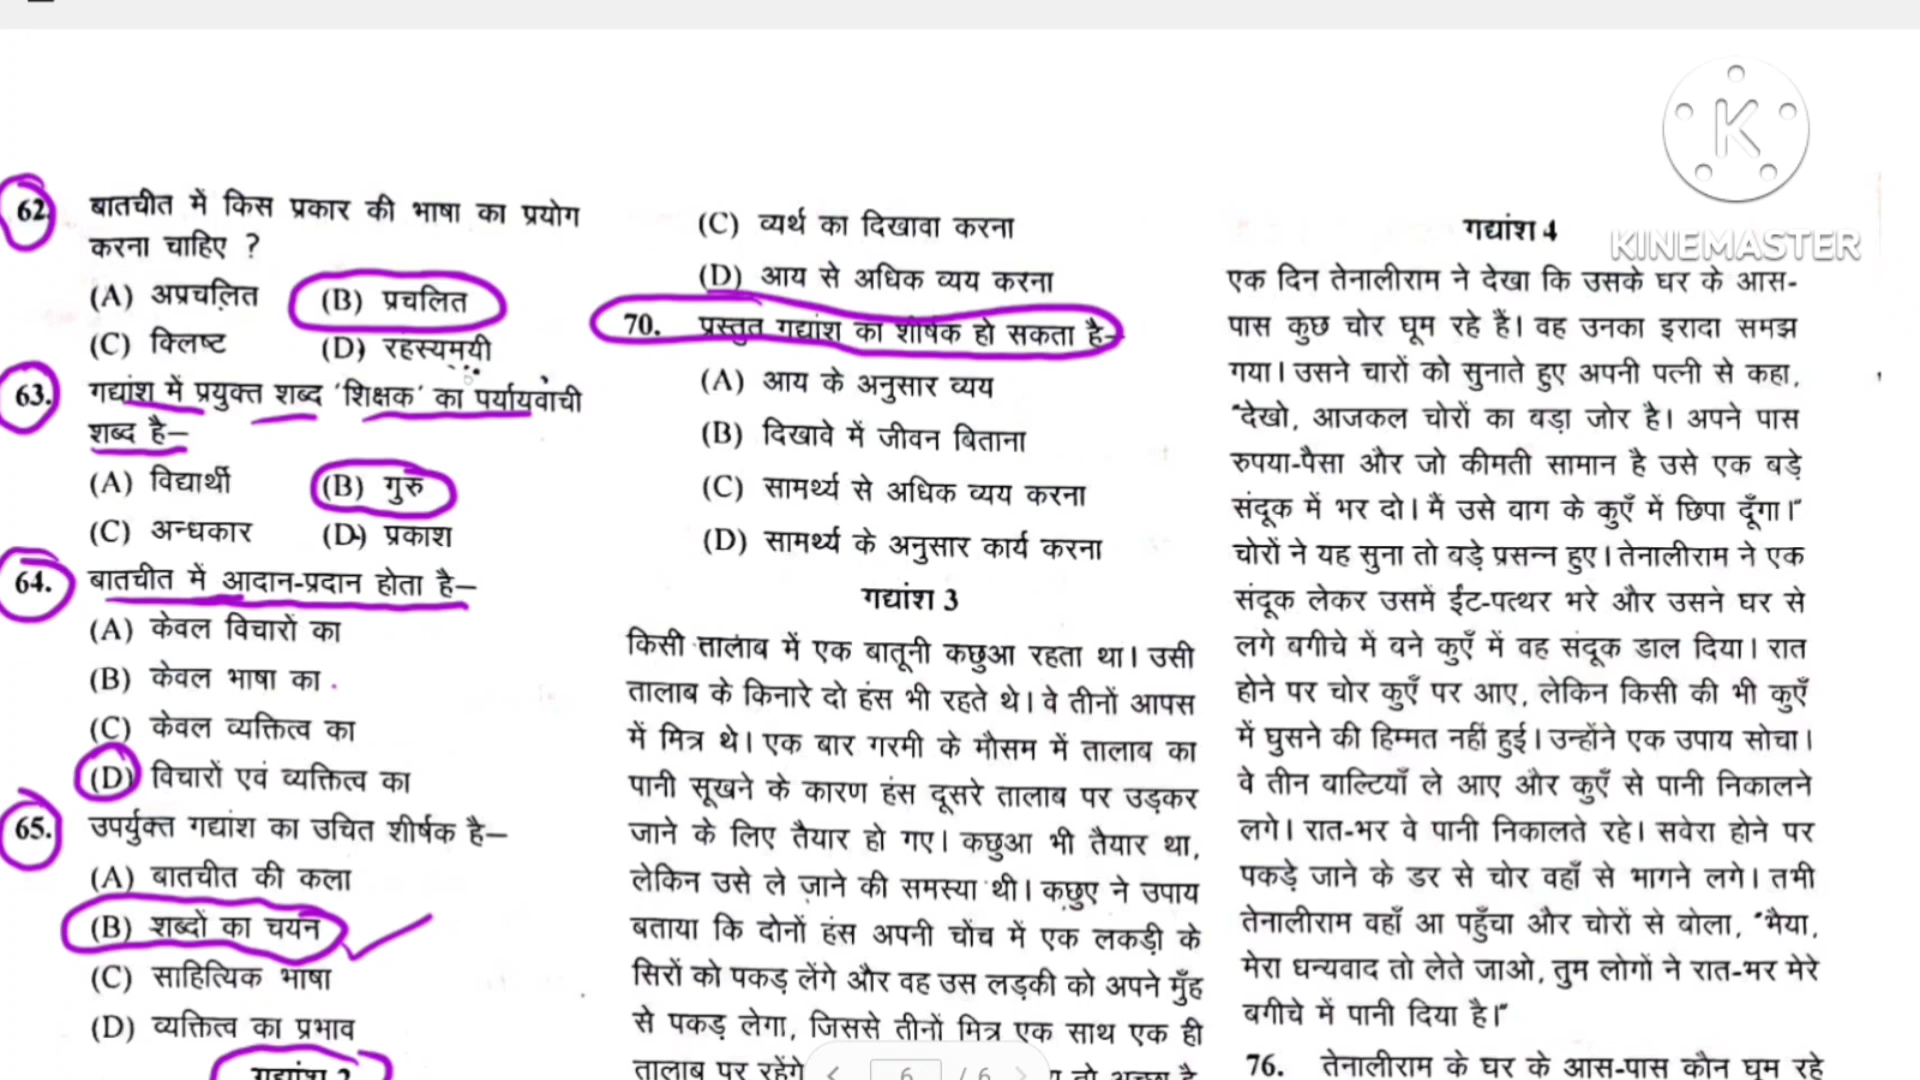 62. बातचीत में किस प्रकार की भाषा का प्रयोग
करना चाहिए ?
(A) अप्रचलित (B) प्रचलित
(C) क्लिष्ट (D) रहस्यमयी
63. गद्यांश में प्रयुक्त शब्द 'शिक्षक' का पर्यायवाची
शब्द है–
(A) विद्यार्थी (B) गुरु
(C) अन्धकार (D) प्रकाश
64. बातचीत में आदान-प्रदान होता है–
(A) केवल विचारों का
(B) केवल भाषा का
(C) केवल व्यक्तित्व का
(D) विचारों एवं व्यक्तित्व का
65. उपर्युक्त गद्यांश का उचित शीर्षक है–
(A) बातचीत की कला
(B) शब्दों का चयन
(C) साहित्यिक भाषा
(D) व्यक्तित्व का प्रभाव
गद्यांश 2
(C) व्यर्थ का दिखावा करना
(D) आय से अधिक व्यय करना
70. प्रस्तुत गद्यांश का शीर्षक हो सकता है–
(A) आय के अनुसार व्यय
(B) दिखावे में जीवन बिताना
(C) सामर्थ्य से अधिक व्यय करना
(D) सामर्थ्य के अनुसार कार्य करना
गद्यांश 3
किसी तालाब में एक बातूनी कछुआ रहता था। उसी
तालाब के किनारे दो हंस भी रहते थे। वे तीनों आपस
में मित्र थे। एक बार गरमी के मौसम में तालाब का
पानी सूखने के कारण हंस दूसरे तालाब पर उड़कर
जाने के लिए तैयार हो गए। कछुआ भी तैयार था,
लेकिन उसे ले जाने की समस्या थी। कछुए ने उपाय
बताया कि दोनों हंस अपनी चोंच में एक लकड़ी के
सिरों को पकड़ लेंगे और वह उस लड़की को अपने मुँह
से पकड़ लेगा, जिससे तीनों मित्र एक साथ एक ही
तालाब पर रहेंगे
6 / 6
गद्यांश 4
एक दिन तेनालीराम ने देखा कि उसके घर के आस-
पास कुछ चोर घूम रहे हैं। वह उनका इरादा समझ
गया। उसने चारों को सुनाते हुए अपनी पत्नी से कहा,
"देखो, आजकल चोरों का बड़ा जोर है। अपने पास
रुपया-पैसा और जो कीमती सामान है उसे एक बड़े
संदूक में भर दो। मैं उसे वाग के कुएँ में छिपा दूँगा।"
चोरों ने यह सुना तो बड़े प्रसन्न हुए। तेनालीराम ने एक
संदूक लेकर उसमें ईंट-पत्थर भरे और उसने घर से
लगे बगीचे में बने कुएँ में वह संदूक डाल दिया। रात
होने पर चोर कुएँ पर आए, लेकिन किसी की भी कुएँ
में घुसने की हिम्मत नहीं हुई। उन्होंने एक उपाय सोचा।
वे तीन बाल्टियाँ ले आए और कुएँ से पानी निकालने
लगे। रात-भर वे पानी निकालते रहे। सवेरा होने पर
पकड़े जाने के डर से चोर वहाँ से भागने लगे। तभी
तेनालीराम वहाँ आ पहुँचा और चोरों से बोला, "भैया,
मेरा धन्यवाद तो लेते जाओ, तुम लोगों ने रात-भर मेरे
बगीचे में पानी दिया है।"
76. तेनालीराम के घर के आस-पास कौन घूम रहे
K
KINEMASTER